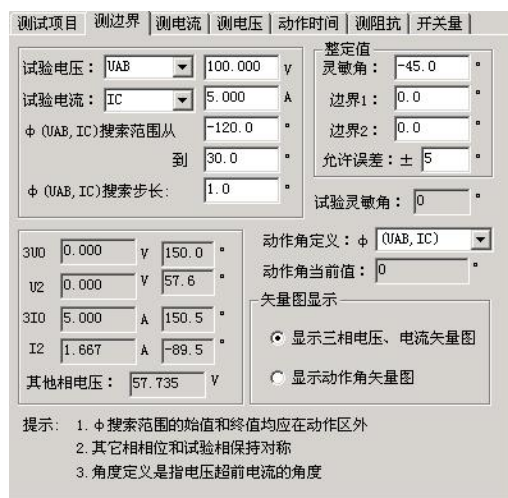 测试项目 测边界 测电流 测电压 动作时间 测阻抗 开关量
试验电压： UAB 100.000 V
试验电流： IC 5.000 A
φ(UAB,IC)搜索范围从 -120.0 °
到 30.0 °
φ(UAB,IC)搜索步长: 1.0 °
整定值
灵敏角： -45.0 °
边界1： 0.0 °
边界2： 0.0 °
允许误差：± 5 °
试验灵敏角： 0 °
3U0 0.000 V 150.0 °
U2 0.000 V 57.6 °
3I0 5.000 A 150.5 °
I2 1.667 A -89.5 °
其他相电压： 57.735 V
动作角定义：φ (UAB,IC)
动作角当前值： 0 °
矢量图显示
显示三相电压、电流矢量图
显示动作角矢量图
提示: 1.φ搜索范围的始值和终值均应在动作区外
2.其它相相位和试验相保持对称
3.角度定义是指电压超前电流的角度